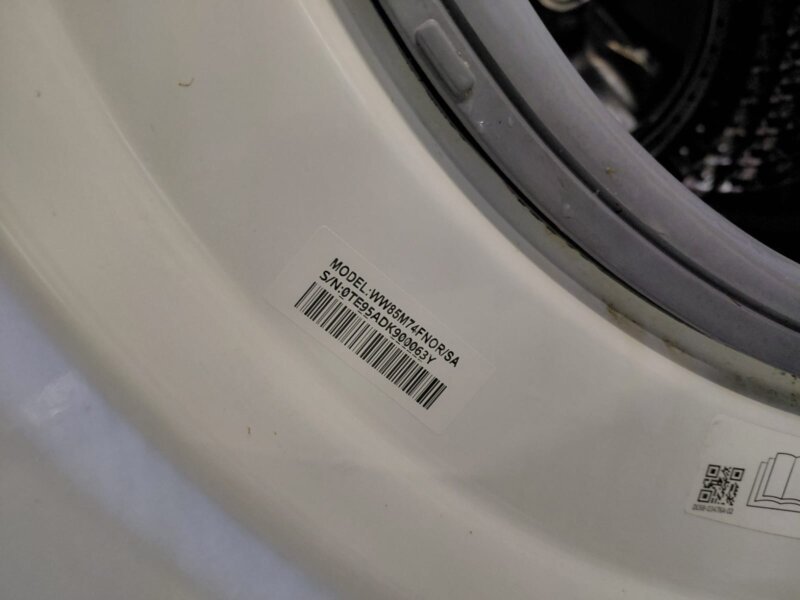 MODEL:WW85M74FNOR/SA
S/N:0TE95ADK900063Y